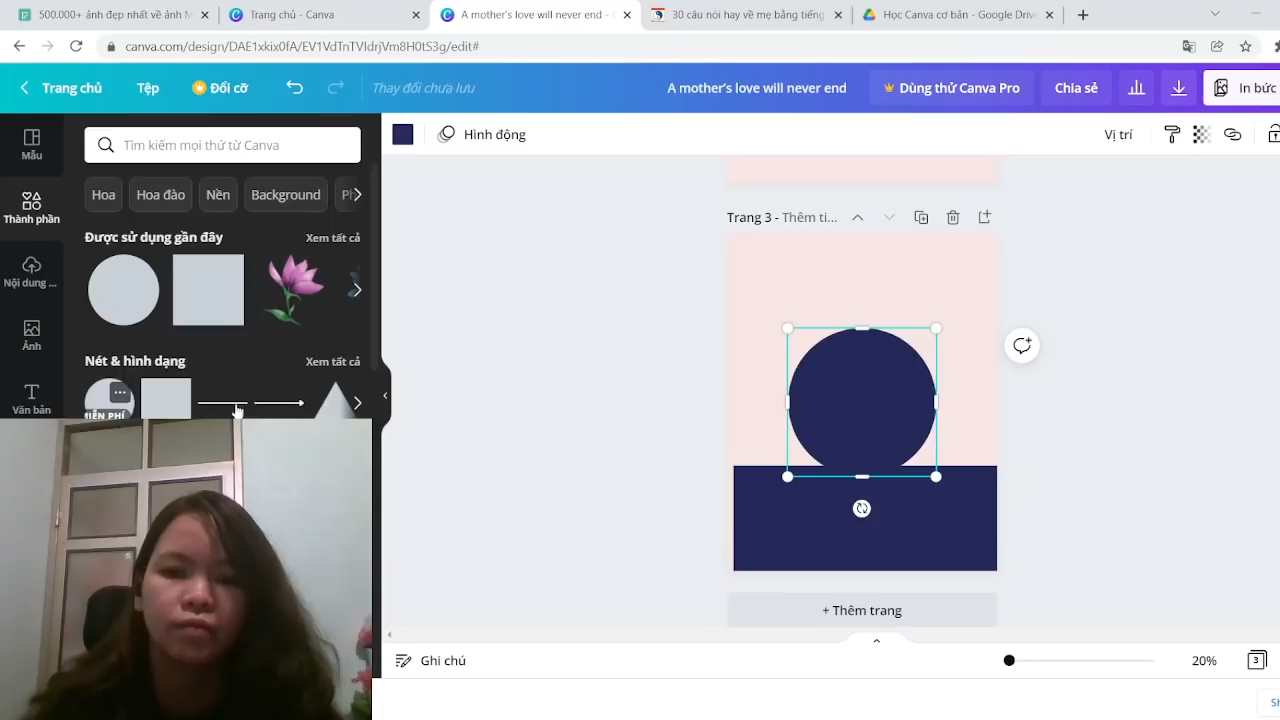 500.000+ ảnh đẹp nhất về ảnh M
Trang chủ - Canva
A mother's love will never end -
30 câu nói hay về mẹ bằng tiếng
Học Canva cơ bản - Google Drive
canva.com/design/DAE1xkix0fA/EV1VdTnTVIdrjVm8H0tS3g/edit#
Trang chủ
Tệp
Đổi cỡ
Thay đổi chưa lưu
A mother's love will never end
Dùng thử Canva Pro
Chia sẻ
In bức
Mẫu
Thành phần
Nội dung ...
Ảnh
Văn bản
Tìm kiếm mọi thứ từ Canva
Hoa
Hoa đào
Nền
Background
Được sử dụng gần đây
Xem tất cả
Nét & hình dạng
Xem tất cả
MIỄN PHÍ
Hình động
Vị trí
Trang 3 - Thêm ti...
+ Thêm trang
Ghi chú
20%
3